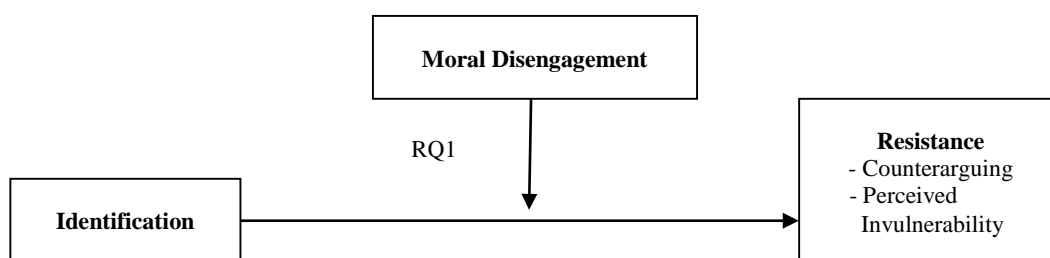 Moral Disengagement
RQ1
Resistance
- Counterarguing
- Perceived
Invulnerability
Identification